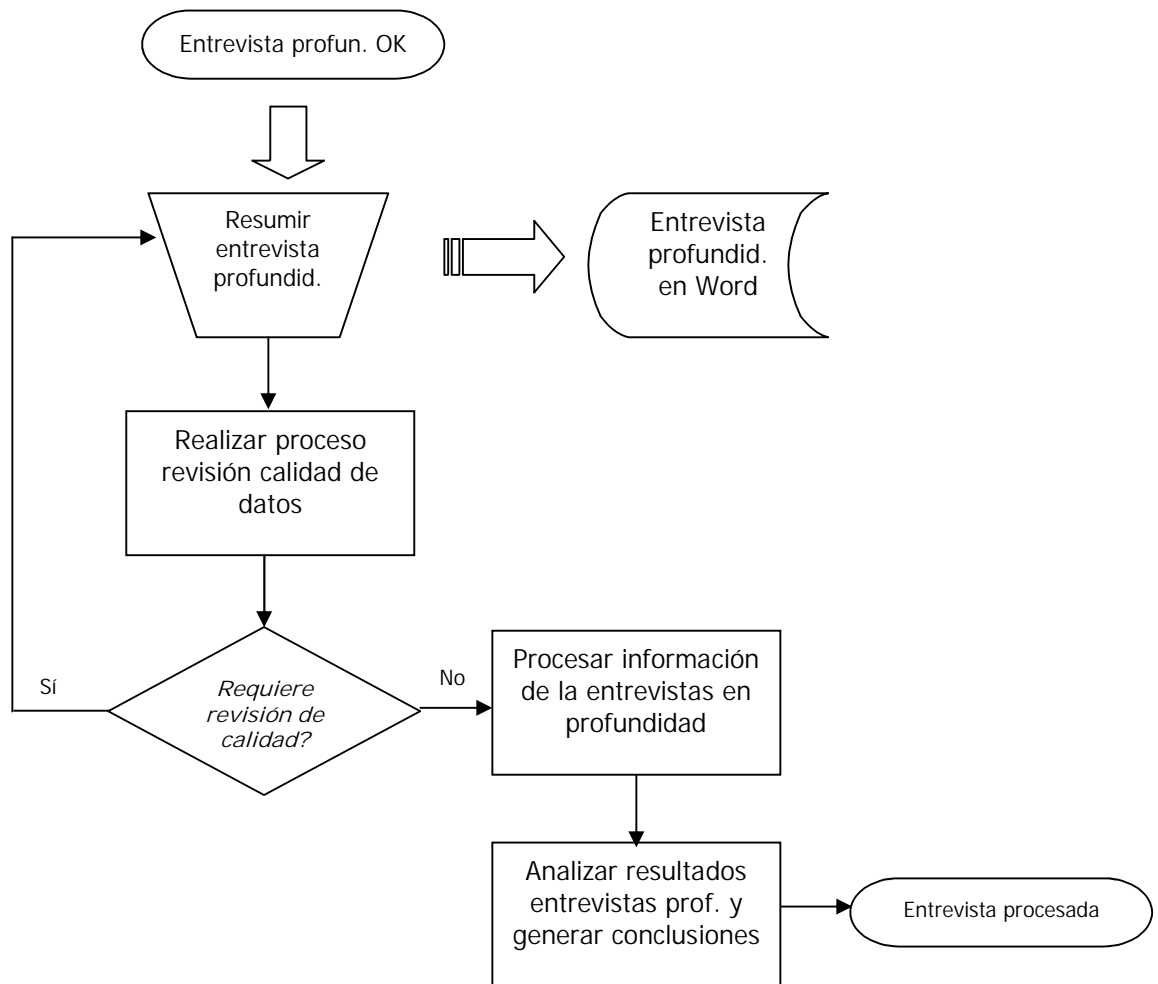 Entrevista profun. OK
Resumir
entrevista
profundid.
Entrevista
profundid.
en Word
Realizar proceso
revisión calidad de
datos
Sí
Requiere
revisión de
calidad?
No
Procesar información
de la entrevistas en
profundidad
Analizar resultados
entrevistas prof. y
generar conclusiones
Entrevista procesada